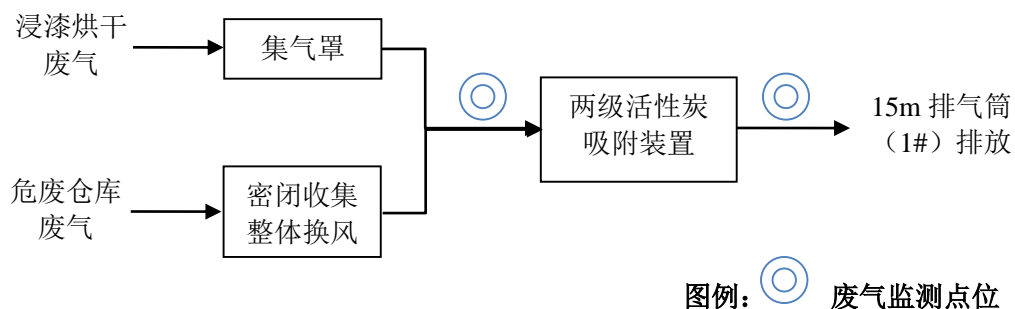 浸漆烘干
废气
集气罩
两级活性炭
吸附装置
15m 排气筒
（1#）排放
危废仓库
废气
密闭收集
整体换风
图例：
废气监测点位